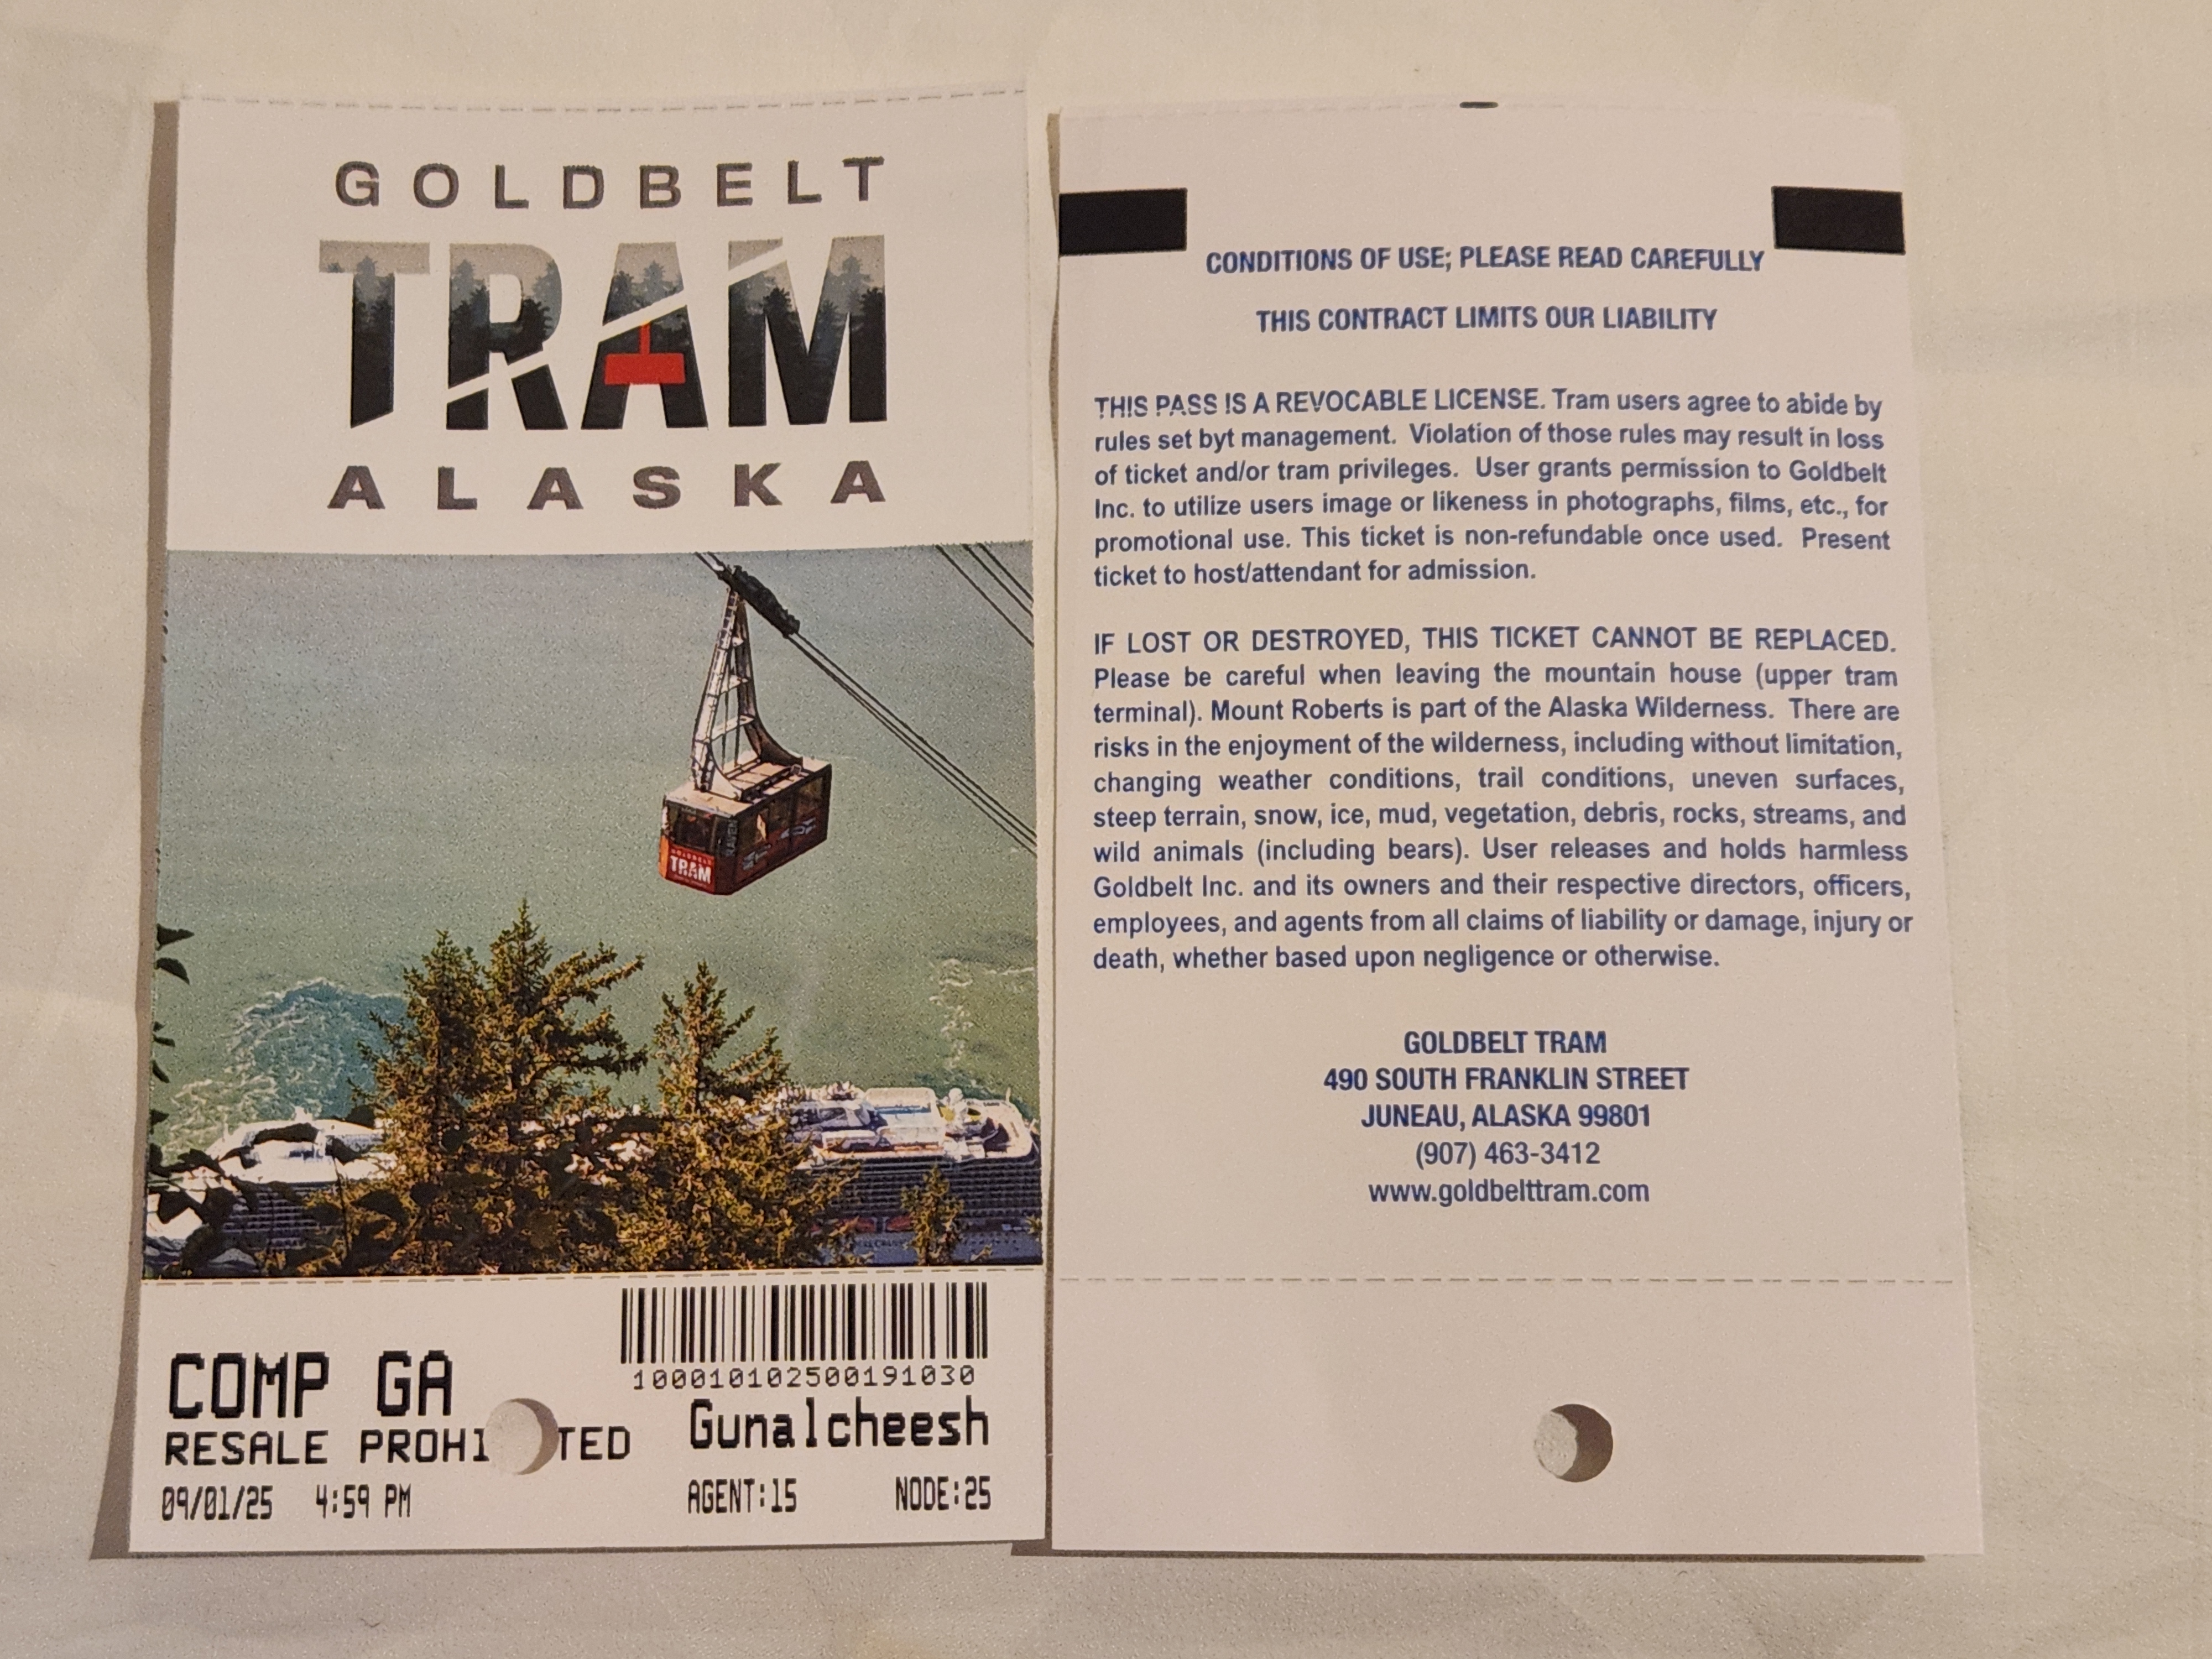 GOLDBELT
TRAM
ALASKA
RAVEN
GOLDBELT
TRAM
COMP GA
100010102500191030
RESALE PROHI TED
Gunalcheesh
09/01/25 4:59 PM
AGENT:15 NODE:25
CONDITIONS OF USE; PLEASE READ CAREFULLY
THIS CONTRACT LIMITS OUR LIABILITY
THIS PASS IS A REVOCABLE LICENSE. Tram users agree to abide by
rules set byt management. Violation of those rules may result in loss
of ticket and/or tram privileges. User grants permission to Goldbelt
Inc. to utilize users image or likeness in photographs, films, etc., for
promotional use. This ticket is non-refundable once used. Present
ticket to host/attendant for admission.
IF LOST OR DESTROYED, THIS TICKET CANNOT BE REPLACED.
Please be careful when leaving the mountain house (upper tram
terminal). Mount Roberts is part of the Alaska Wilderness. There are
risks in the enjoyment of the wilderness, including without limitation,
changing weather conditions, trail conditions, uneven surfaces,
steep terrain, snow, ice, mud, vegetation, debris, rocks, streams, and
wild animals (including bears). User releases and holds harmless
Goldbelt Inc. and its owners and their respective directors, officers,
employees, and agents from all claims of liability or damage, injury or
death, whether based upon negligence or otherwise.
GOLDBELT TRAM
490 SOUTH FRANKLIN STREET
JUNEAU, ALASKA 99801
(907) 463-3412
www.goldbelttram.com